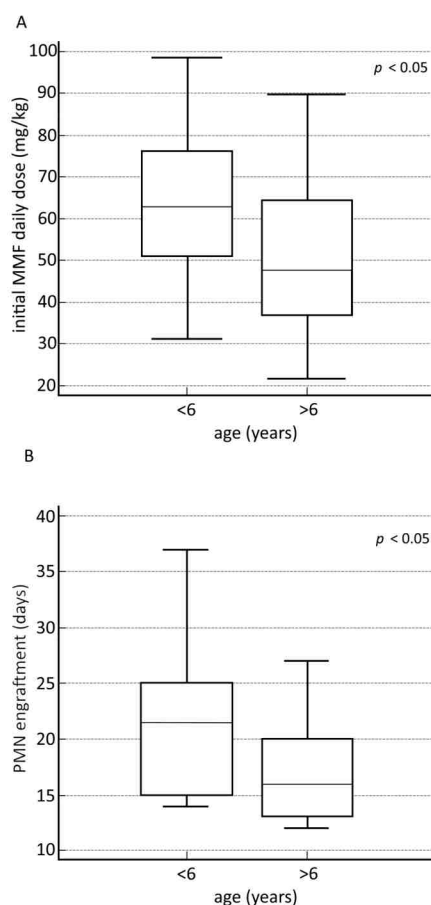 A
100
p < 0.05
90
80
70
60
50
40
30
20
initial MMF daily dose (mg/kg)
<6 >6
age (years)
B
40
p < 0.05
35
30
25
20
15
10
PMN engraftment (days)
<6 >6
age (years)